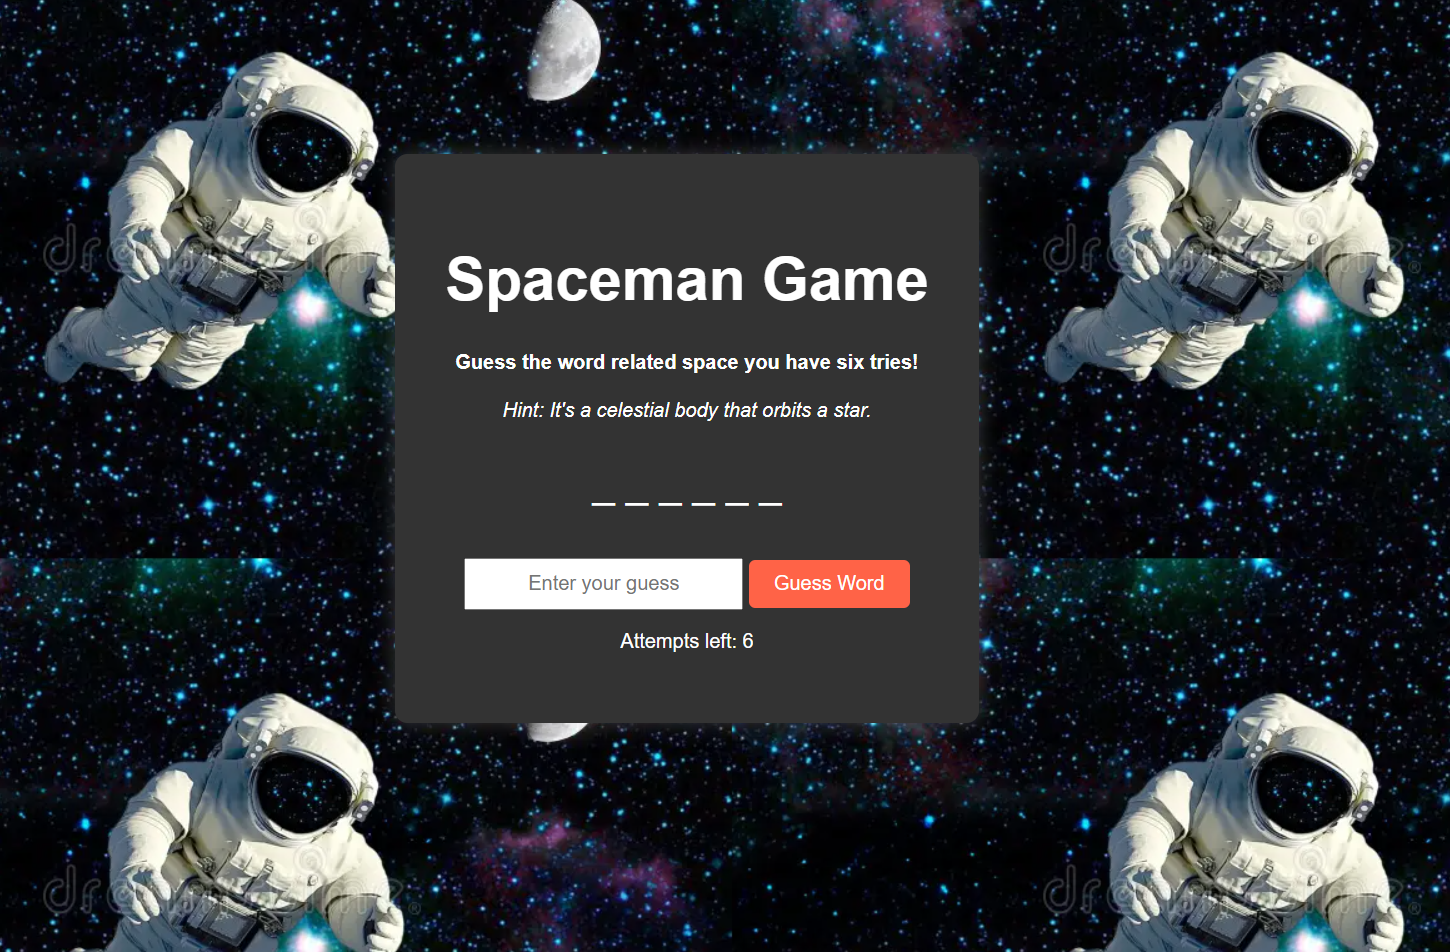 Spaceman Game
Guess the word related space you have six tries!
Hint: It's a celestial body that orbits a star.
_ _ _ _ _ _
Enter your guess
Guess Word
Attempts left: 6